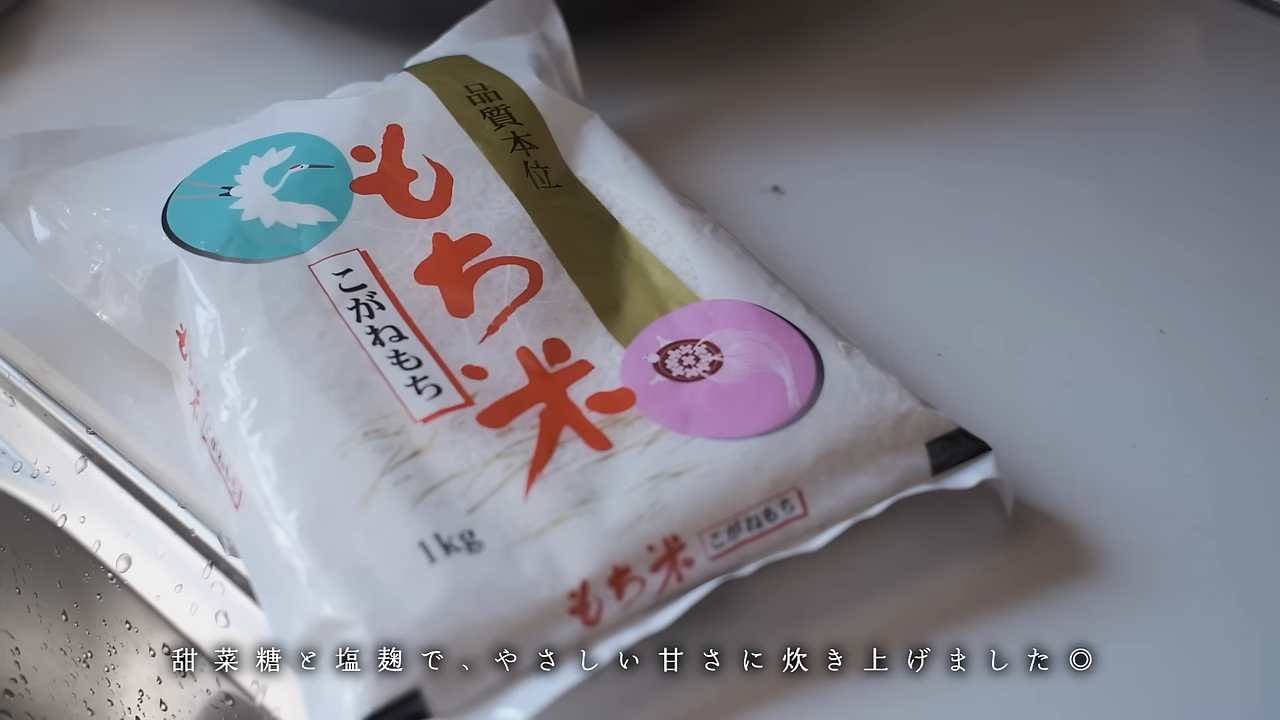 品質本位
もち米
こがねもち
1kg
もち米
こがねもち
も
甜菜糖と塩麹で、やさしい甘さに炊き上げました◎